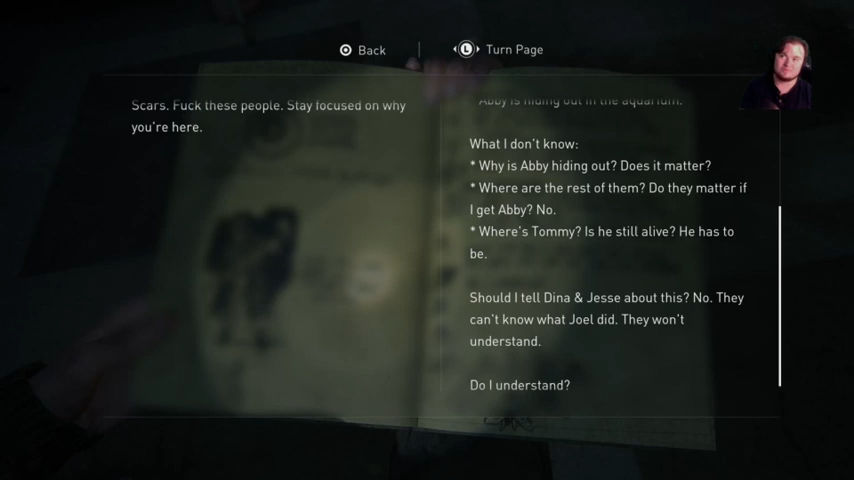 Back
L
Turn Page
Scars. Fuck these people. Stay focused on why
you're here.
Abby is hiding out in the aquarium.
What I don't know:
* Why is Abby hiding out? Does it matter?
* Where are the rest of them? Do they matter if
I get Abby? No.
* Where's Tommy? Is he still alive? He has to
be.
Should I tell Dina & Jesse about this? No. They
can't know what Joel did. They won't
understand.
Do I understand?